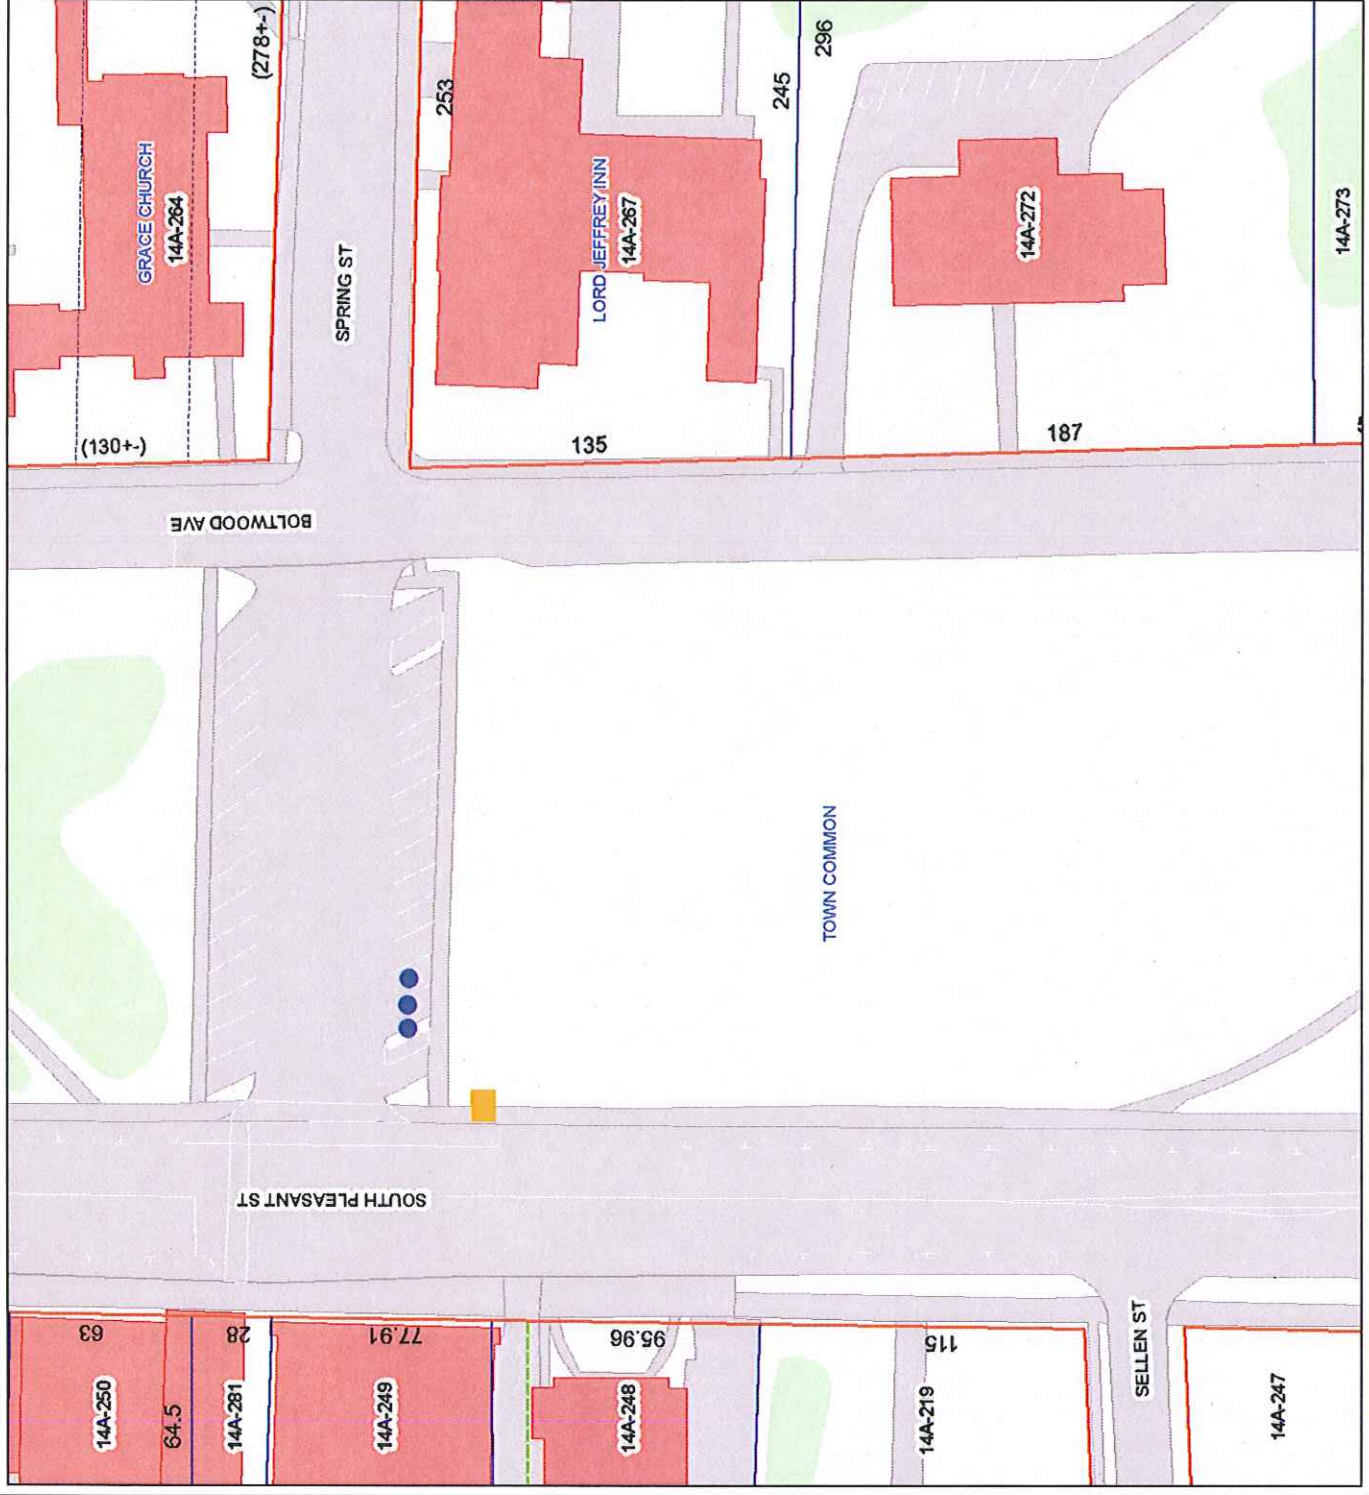 (278+-)
GRACE CHURCH
14A-264
(130+-)
SPRING ST
253
LORD JEFFREY INN
14A-267
135
245
296
14A-272
187
14A-273
BOLTWOOD AVE
TOWN COMMON
SOUTH PLEASANT ST
63
14A-250
64.5
28
14A-281
77.91
14A-249
95.96
14A-248
115
14A-219
SELLEN ST
14A-247